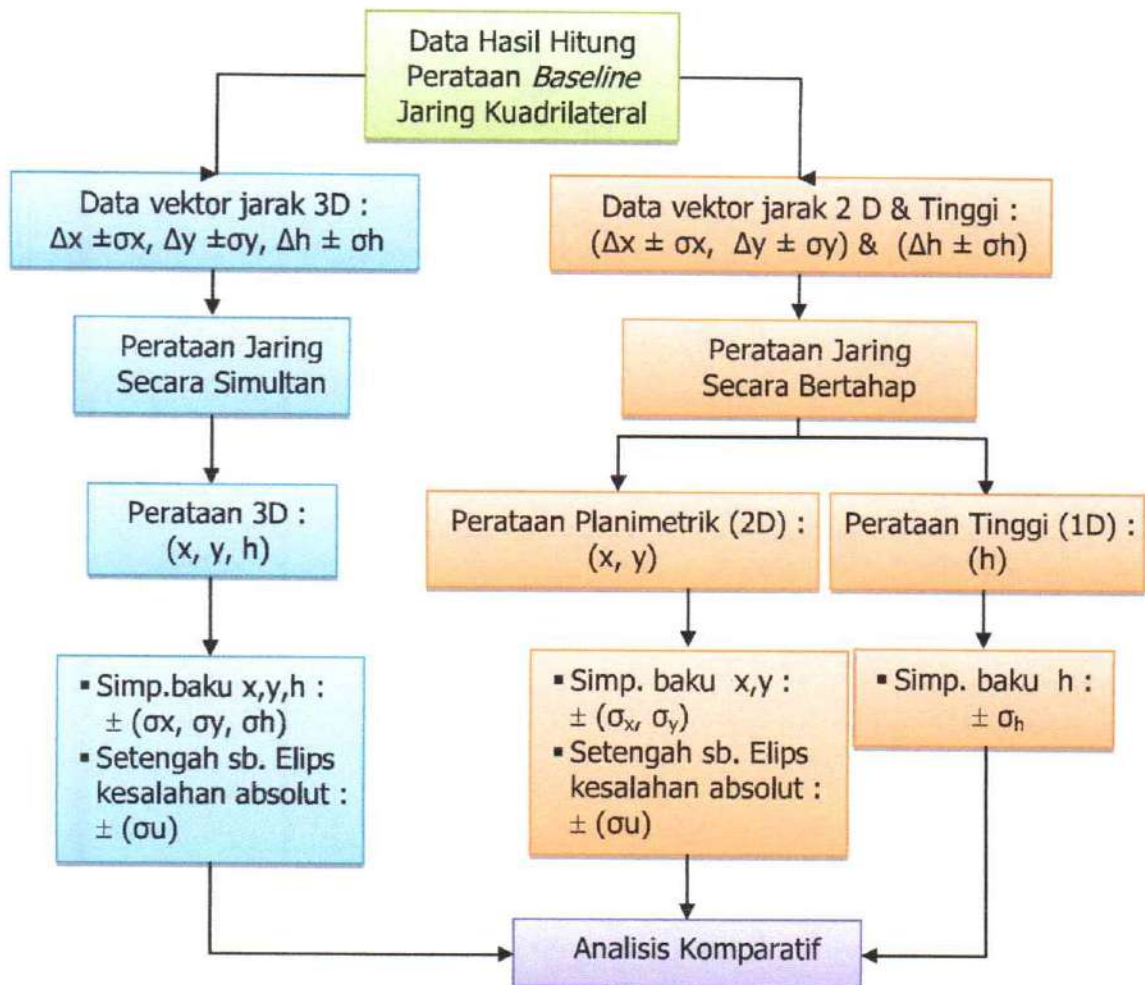 Data Hasil Hitung
Perataan Baseline
Jaring Kuadrilateral
Data vektor jarak 3D :
Δx ±σx, Δy ±σy, Δh ± σh
Data vektor jarak 2 D & Tinggi :
(Δx ± σx, Δy ± σy) & (Δh ± σh)
Perataan Jaring
Secara Simultan
Perataan Jaring
Secara Bertahap
Perataan 3D :
(x, y, h)
Perataan Planimetrik (2D) :
(x, y)
Perataan Tinggi (1D) :
(h)
▪ Simp.baku x,y,h :
± (σx, σy, σh)
▪ Setengah sb. Elips
kesalahan absolut :
± (σu)
▪ Simp. baku x,y :
± (σₓ, σᵧ)
▪ Setengah sb. Elips
kesalahan absolut :
± (σu)
▪ Simp. baku h :
± σₕ
Analisis Komparatif